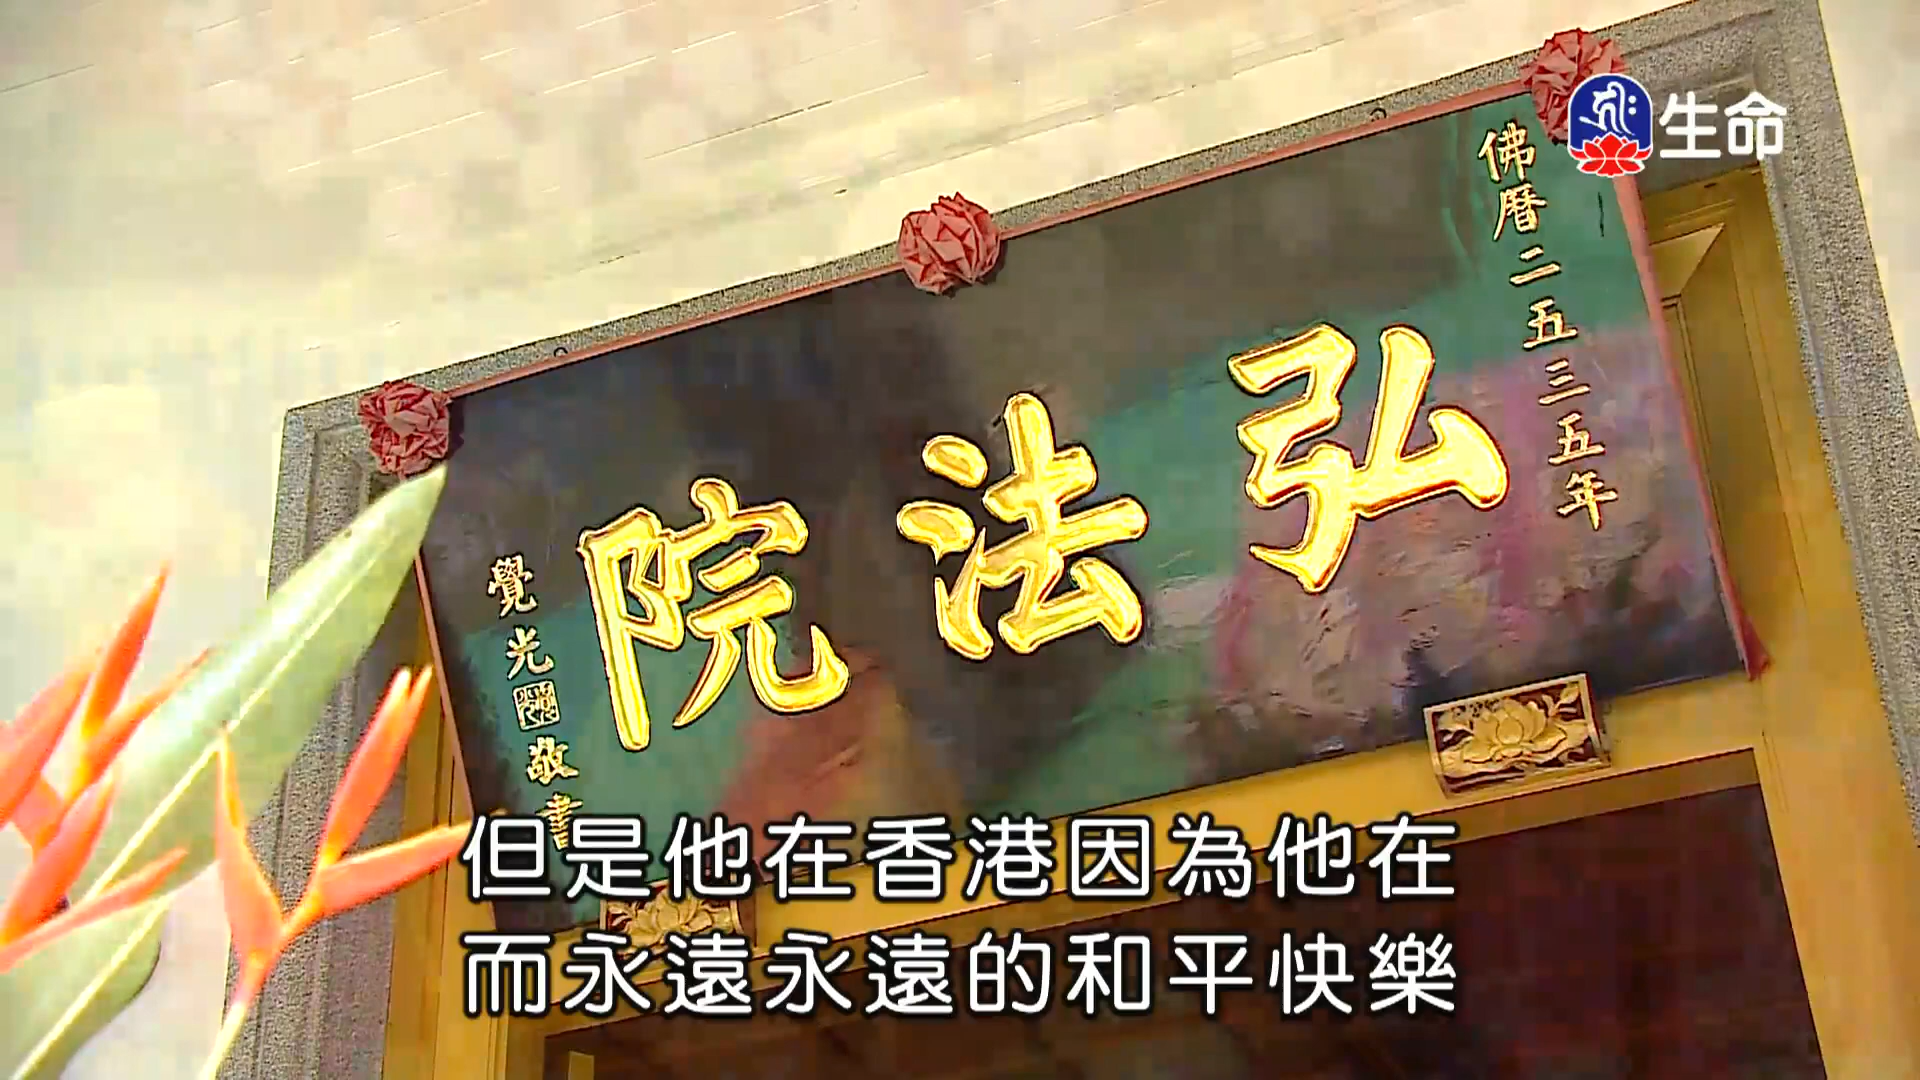 生命
佛曆二五三五年
弘法院
覺光
敬書
但是他在香港因為他在
而永遠永遠的和平快樂